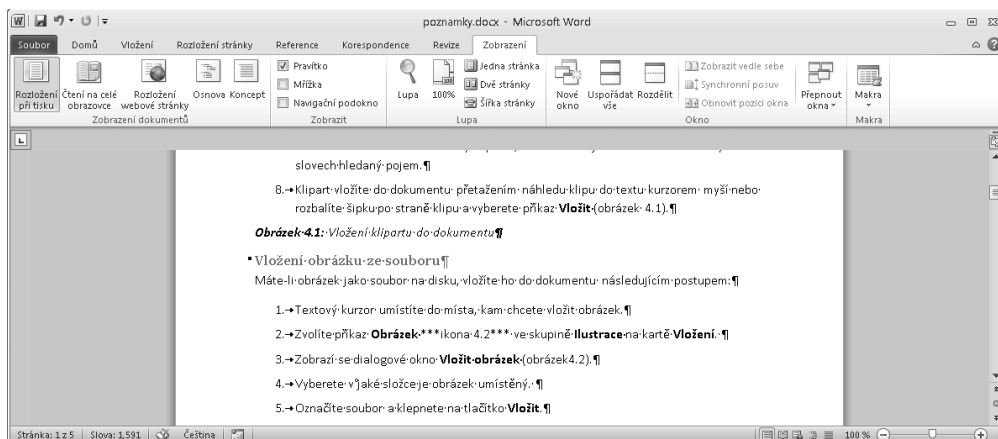 poznamky.docx - Microsoft Word
Soubor Domů Vložení Rozložení stránky Reference Korespondence Revize Zobrazení
Rozložení při tisku
Čtení na celé obrazovce
Rozložení webové stránky
Osnova Koncept
Zobrazení dokumentů
Pravítko
Mřížka
Navigační podokno
Zobrazit
Lupa
100%
Jedna stránka
Dvě stránky
Šířka stránky
Lupa
Nové okno
Uspořádat vše
Rozdělit
Zobrazit vedle sebe
Synchronní posuv
Obnovit pozici okna
Přepnout okna
Okno
Makra
Makra
slovech·hledaný·pojem.¶
8.→Klipart·vložíte·do·dokumentu·přetažením·náhledu·klipu·do·textu·kurzorem·myší·nebo·
rozbalíte·šipku·po·straně·klipu·a·vyberete·příkaz·Vložit·(obrázek·4.1).¶
Obrázek·4.1:·Vložení·klipartu·do·dokumentu¶
Vložení·obrázku·ze·souboru¶
Máte-li·obrázek·jako·soubor·na·disku,·vložíte·ho·do·dokumentu·následujícím·postupem:¶
1.→Textový·kurzor·umístíte·do·místa,·kam·chcete·vložit·obrázek.¶
2.→Zvolíte·příkaz·Obrázek·***ikona·4.2***·ve·skupině·Ilustrace·na·kartě·Vložení.·¶
3.→Zobrazí·se·dialogové·okno·Vložit·obrázek·(obrázek4.2).¶
4.→Vyberete·v°jaké·složce·je·obrázek·umístěný.·¶
5.→Označíte·soubor·a·klepnete·na·tlačítko·Vložit.¶
Stránka: 1 z 5 Slova: 1 591 Čeština 100 %